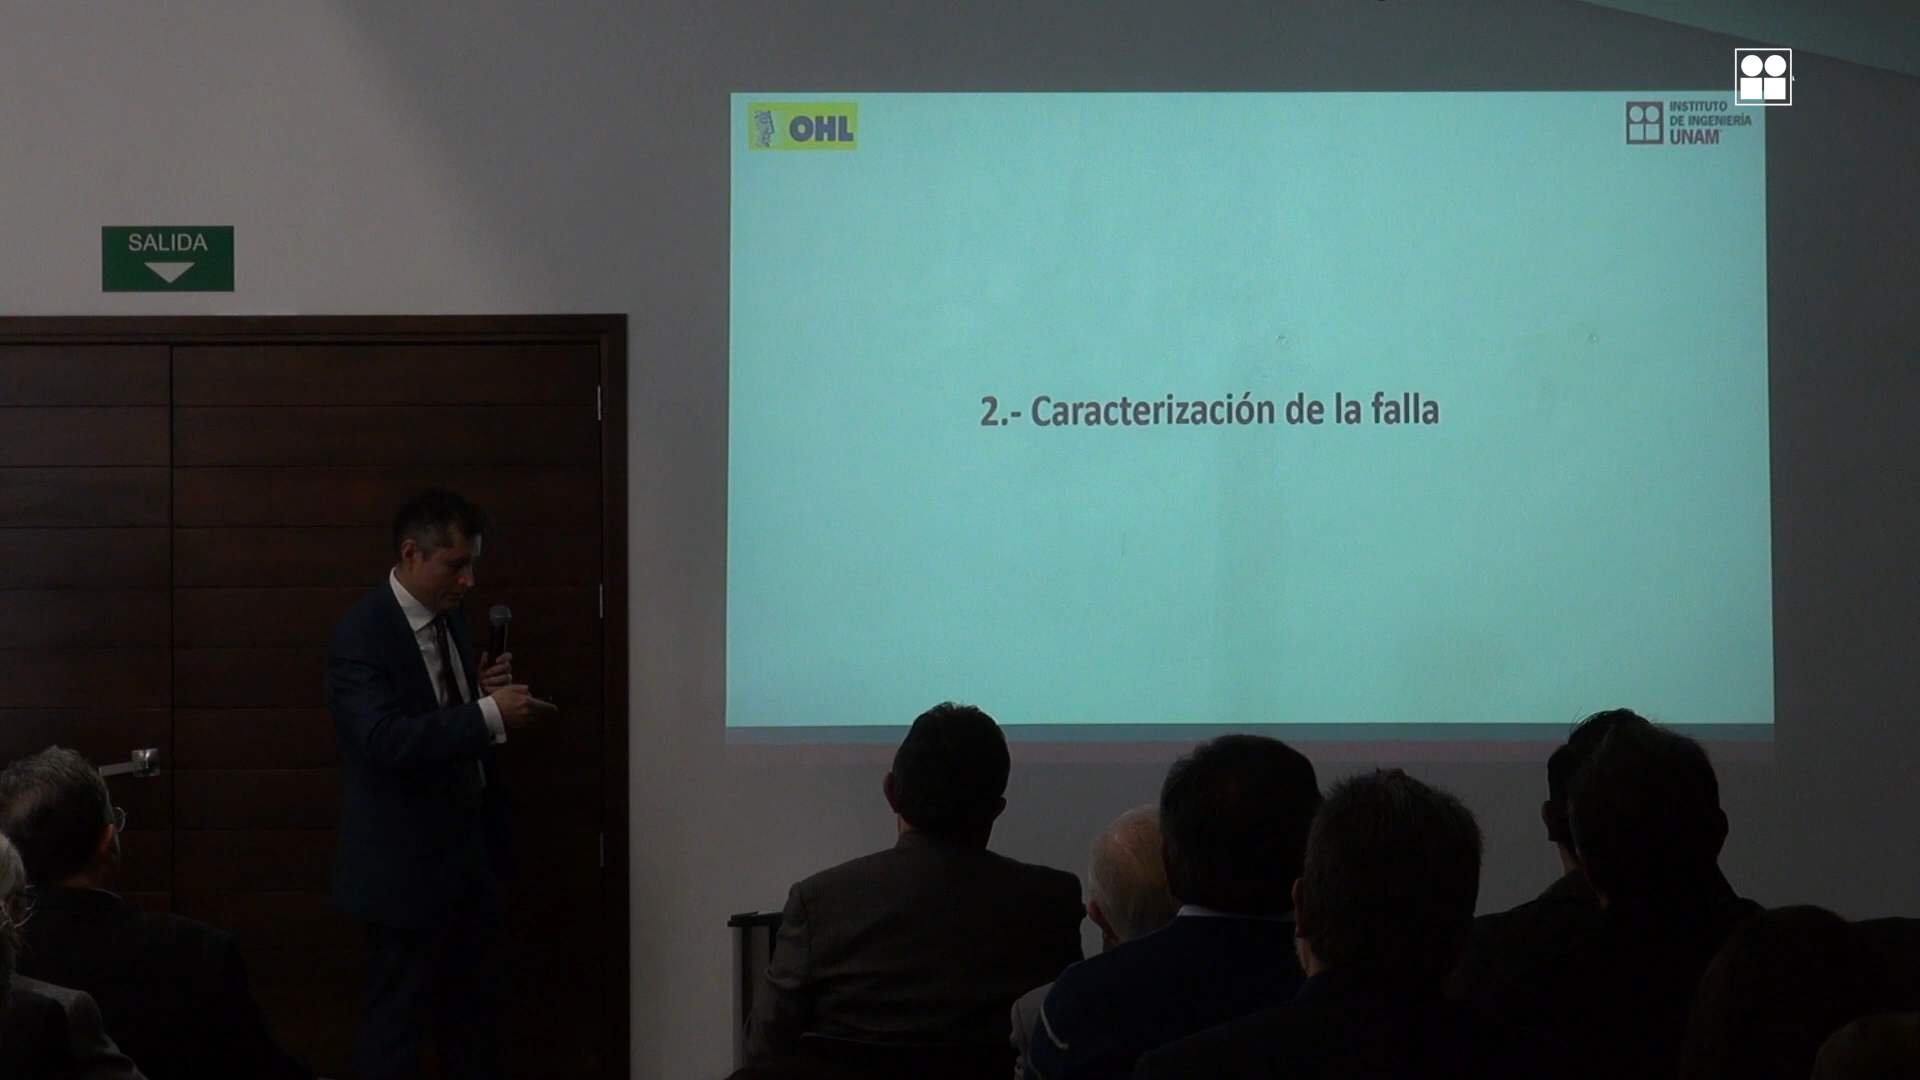 SALIDA
OHL
INSTITUTO
DE INGENIERÍA
UNAM
2.- Caracterización de la falla